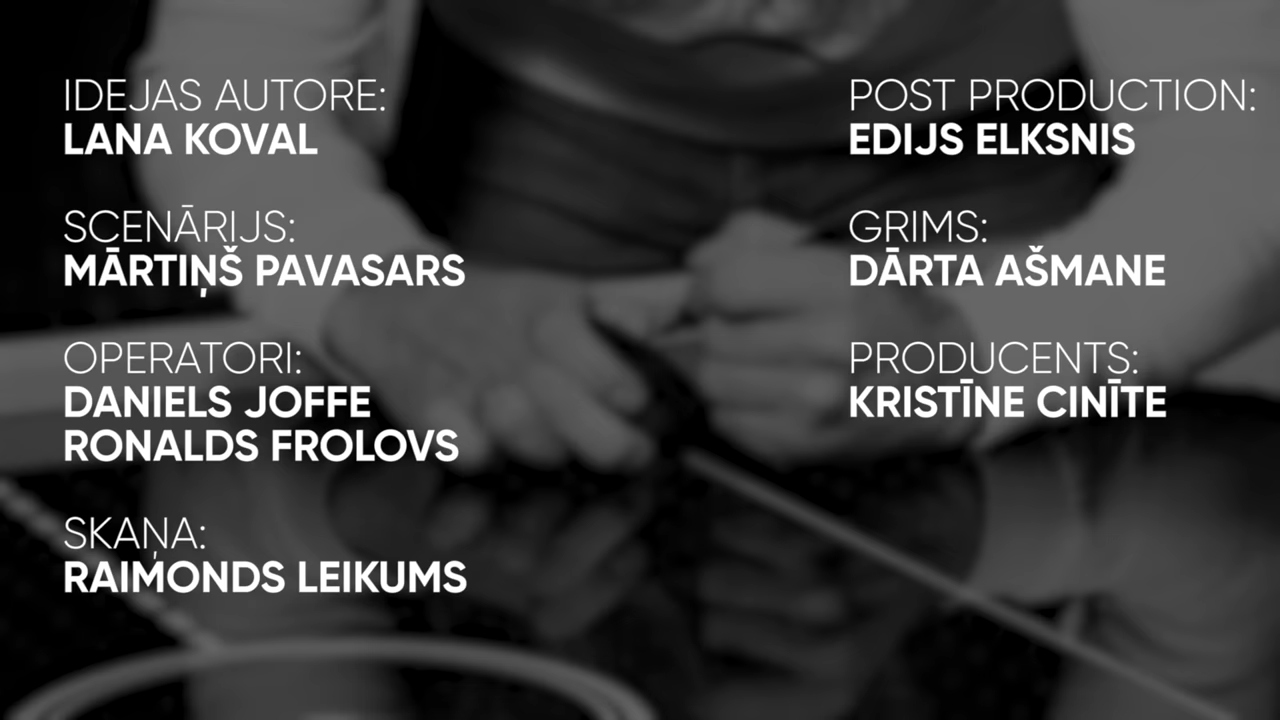 IDEJAS AUTORE:
LANA KOVAL
SCENĀRIJS:
MĀRTIŅŠ PAVASARS
OPERATORI:
DANIELS JOFFE
RONALDS FROLOVS
SKAŅA:
RAIMONDS LEIKUMS
POST PRODUCTION:
EDIJS ELKSNIS
GRIMS:
DĀRTA AŠMANE
PRODUCENTS:
KRISTĪNE CINĪTE